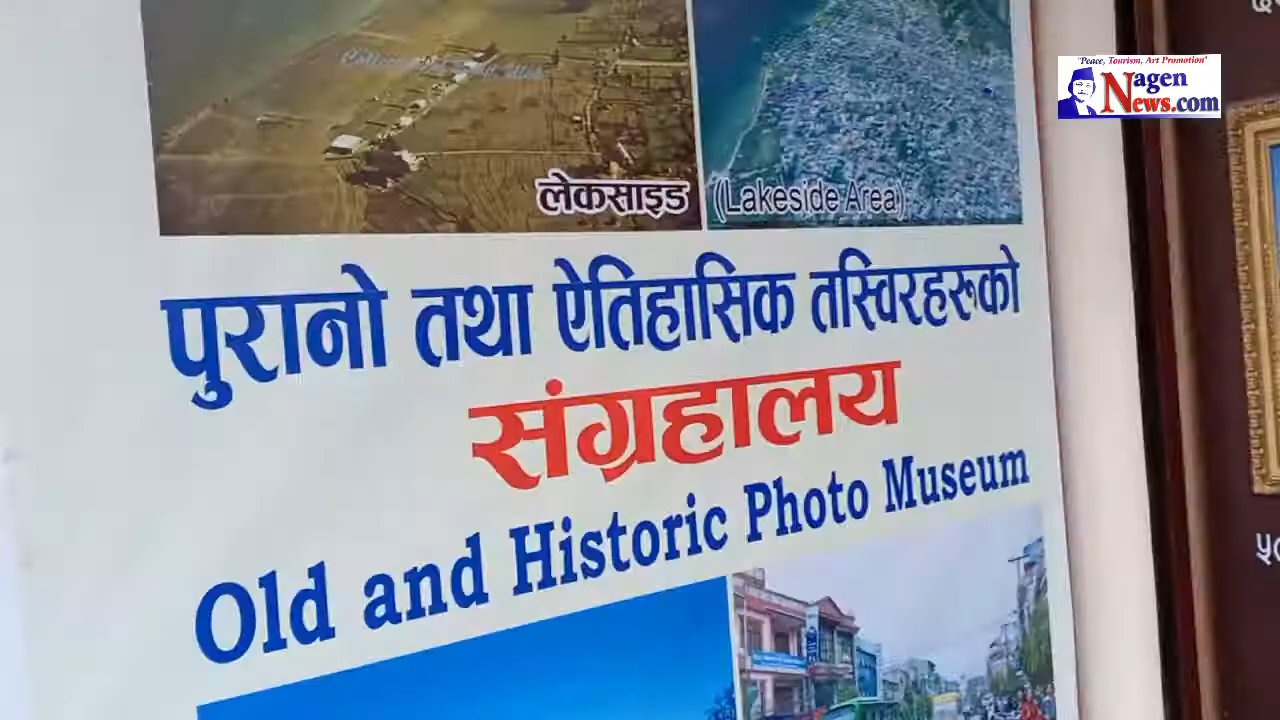 "Peace, Tourism, Art Promotion"
Nagen
News.com
लेकसाइड
(Lakeside Area)
पुरानो तथा ऐतिहासिक तस्विरहरूको
संग्रहालय
Old and Historic Photo Museum